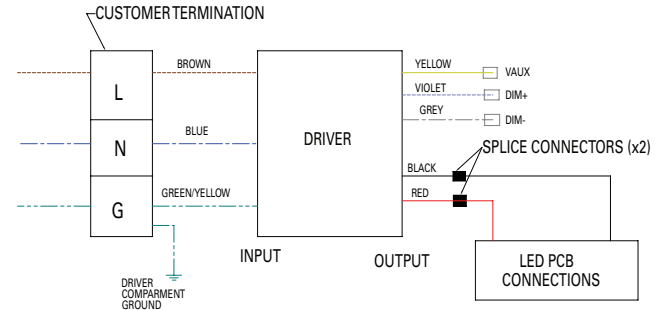 CUSTOMER TERMINATION
BROWN
L
BLUE
N
GREEN/YELLOW
G
DRIVER
COMPARMENT
GROUND
INPUT
DRIVER
OUTPUT
YELLOW
VAUX
VIOLET
DIM+
GREY
DIM-
SPLICE CONNECTORS (x2)
BLACK
RED
LED PCB
CONNECTIONS